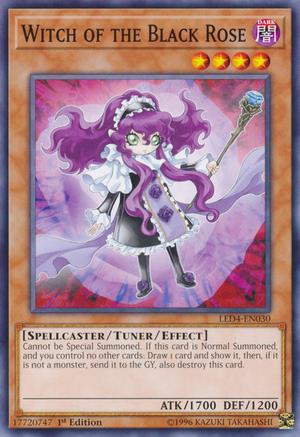 WITCH OF THE BLACK ROSE
DARK
闇
LED4-EN030
[SPELLCASTER/TUNER/EFFECT]
Cannot be Special Summoned. If this card is Normal Summoned,
and you control no other cards: Draw 1 card and show it, then, if it
is not a monster, send it to the GY, also destroy this card.
ATK/1700 DEF/1200
17720747 1st Edition ©1996 KAZUKI TAKAHASHI